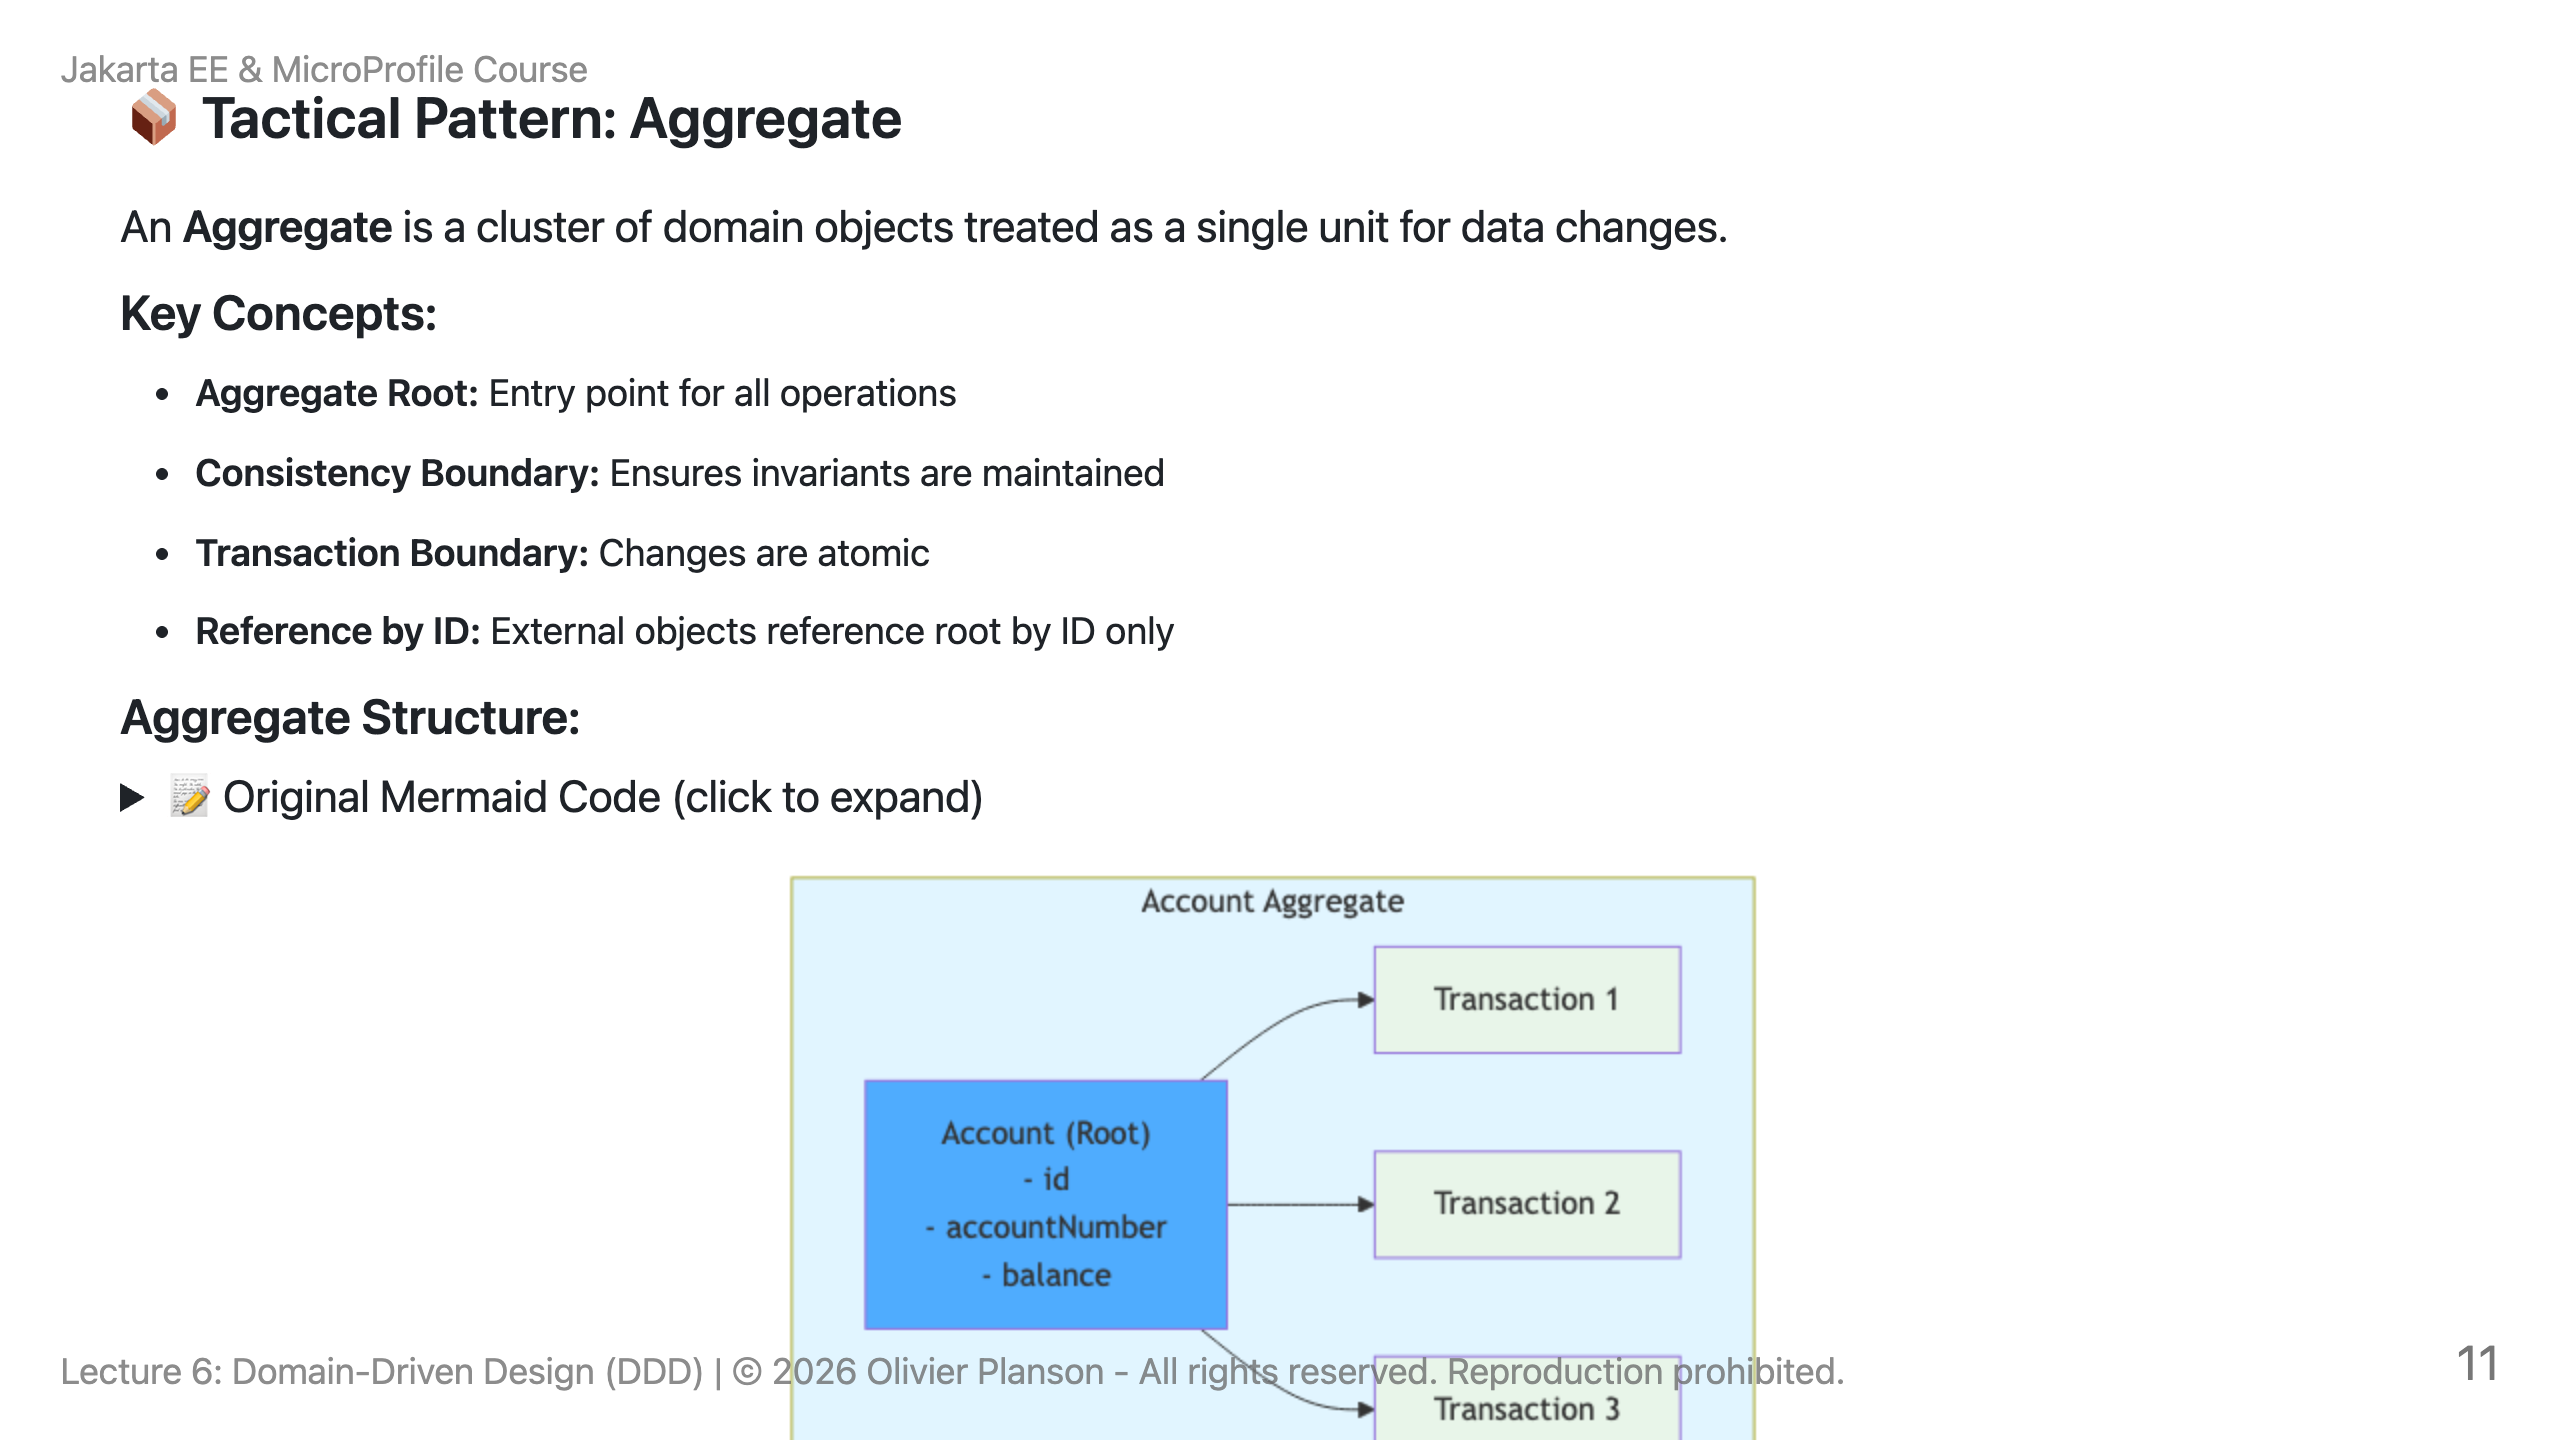 Jakarta EE & MicroProfile Course
📦 Tactical Pattern: Aggregate
An Aggregate is a cluster of domain objects treated as a single unit for data changes.
Key Concepts:
• Aggregate Root: Entry point for all operations
• Consistency Boundary: Ensures invariants are maintained
• Transaction Boundary: Changes are atomic
• Reference by ID: External objects reference root by ID only
Aggregate Structure:
▶ 📝 Original Mermaid Code (click to expand)
Account Aggregate
Transaction 1
Account (Root)
- id
- accountNumber
- balance
Transaction 2
Transaction 3
Lecture 6: Domain-Driven Design (DDD) | © 2026 Olivier Planson - All rights reserved. Reproduction prohibited.
11